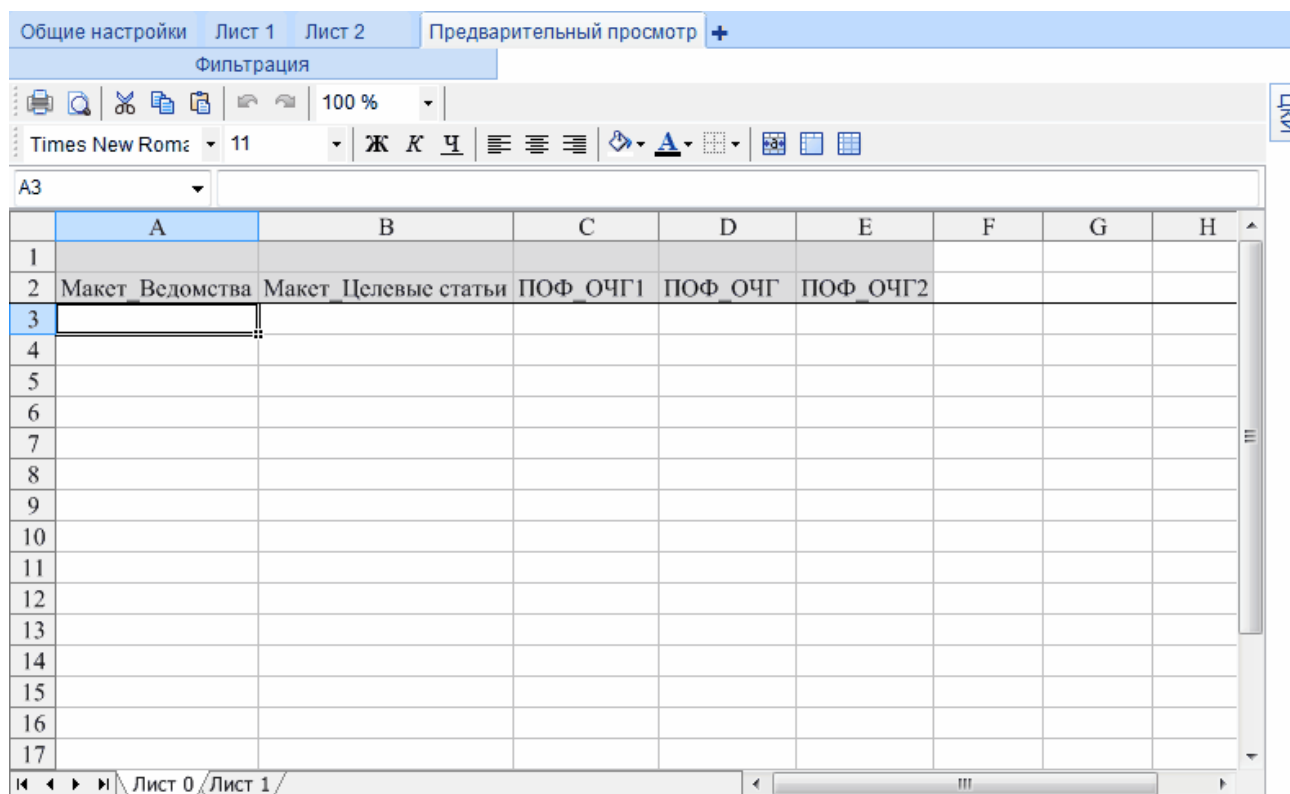 Общие настройки Лист 1 Лист 2 Предварительный просмотр
Фильтрация
100 %
Times New Roma 11 Ж К Ч А a
A3
A B C D E F G H
1
2 Макет_Ведомства Макет_Целевые статьи ПОФ_ОЧГ1 ПОФ_ОЧГ ПОФ_ОЧГ2
3
4
5
6
7
8
9
10
11
12
13
14
15
16
17
Лист 0 Лист 1